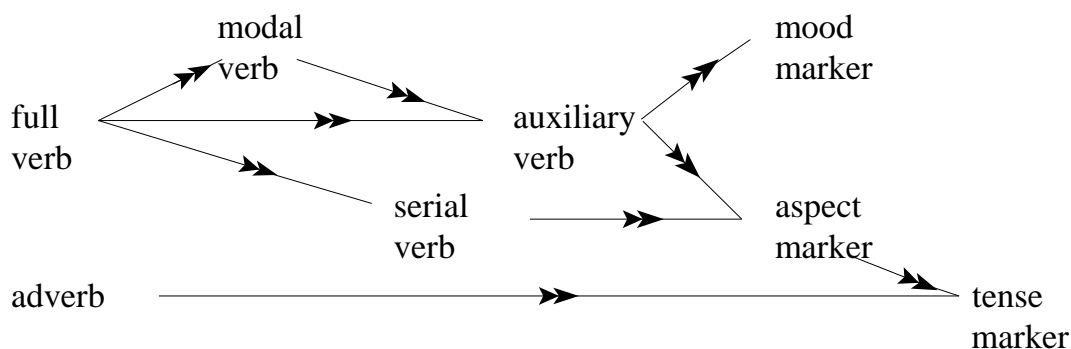 modal
verb
mood
marker
full
verb
auxiliary
verb
serial
verb
aspect
marker
adverb
tense
marker